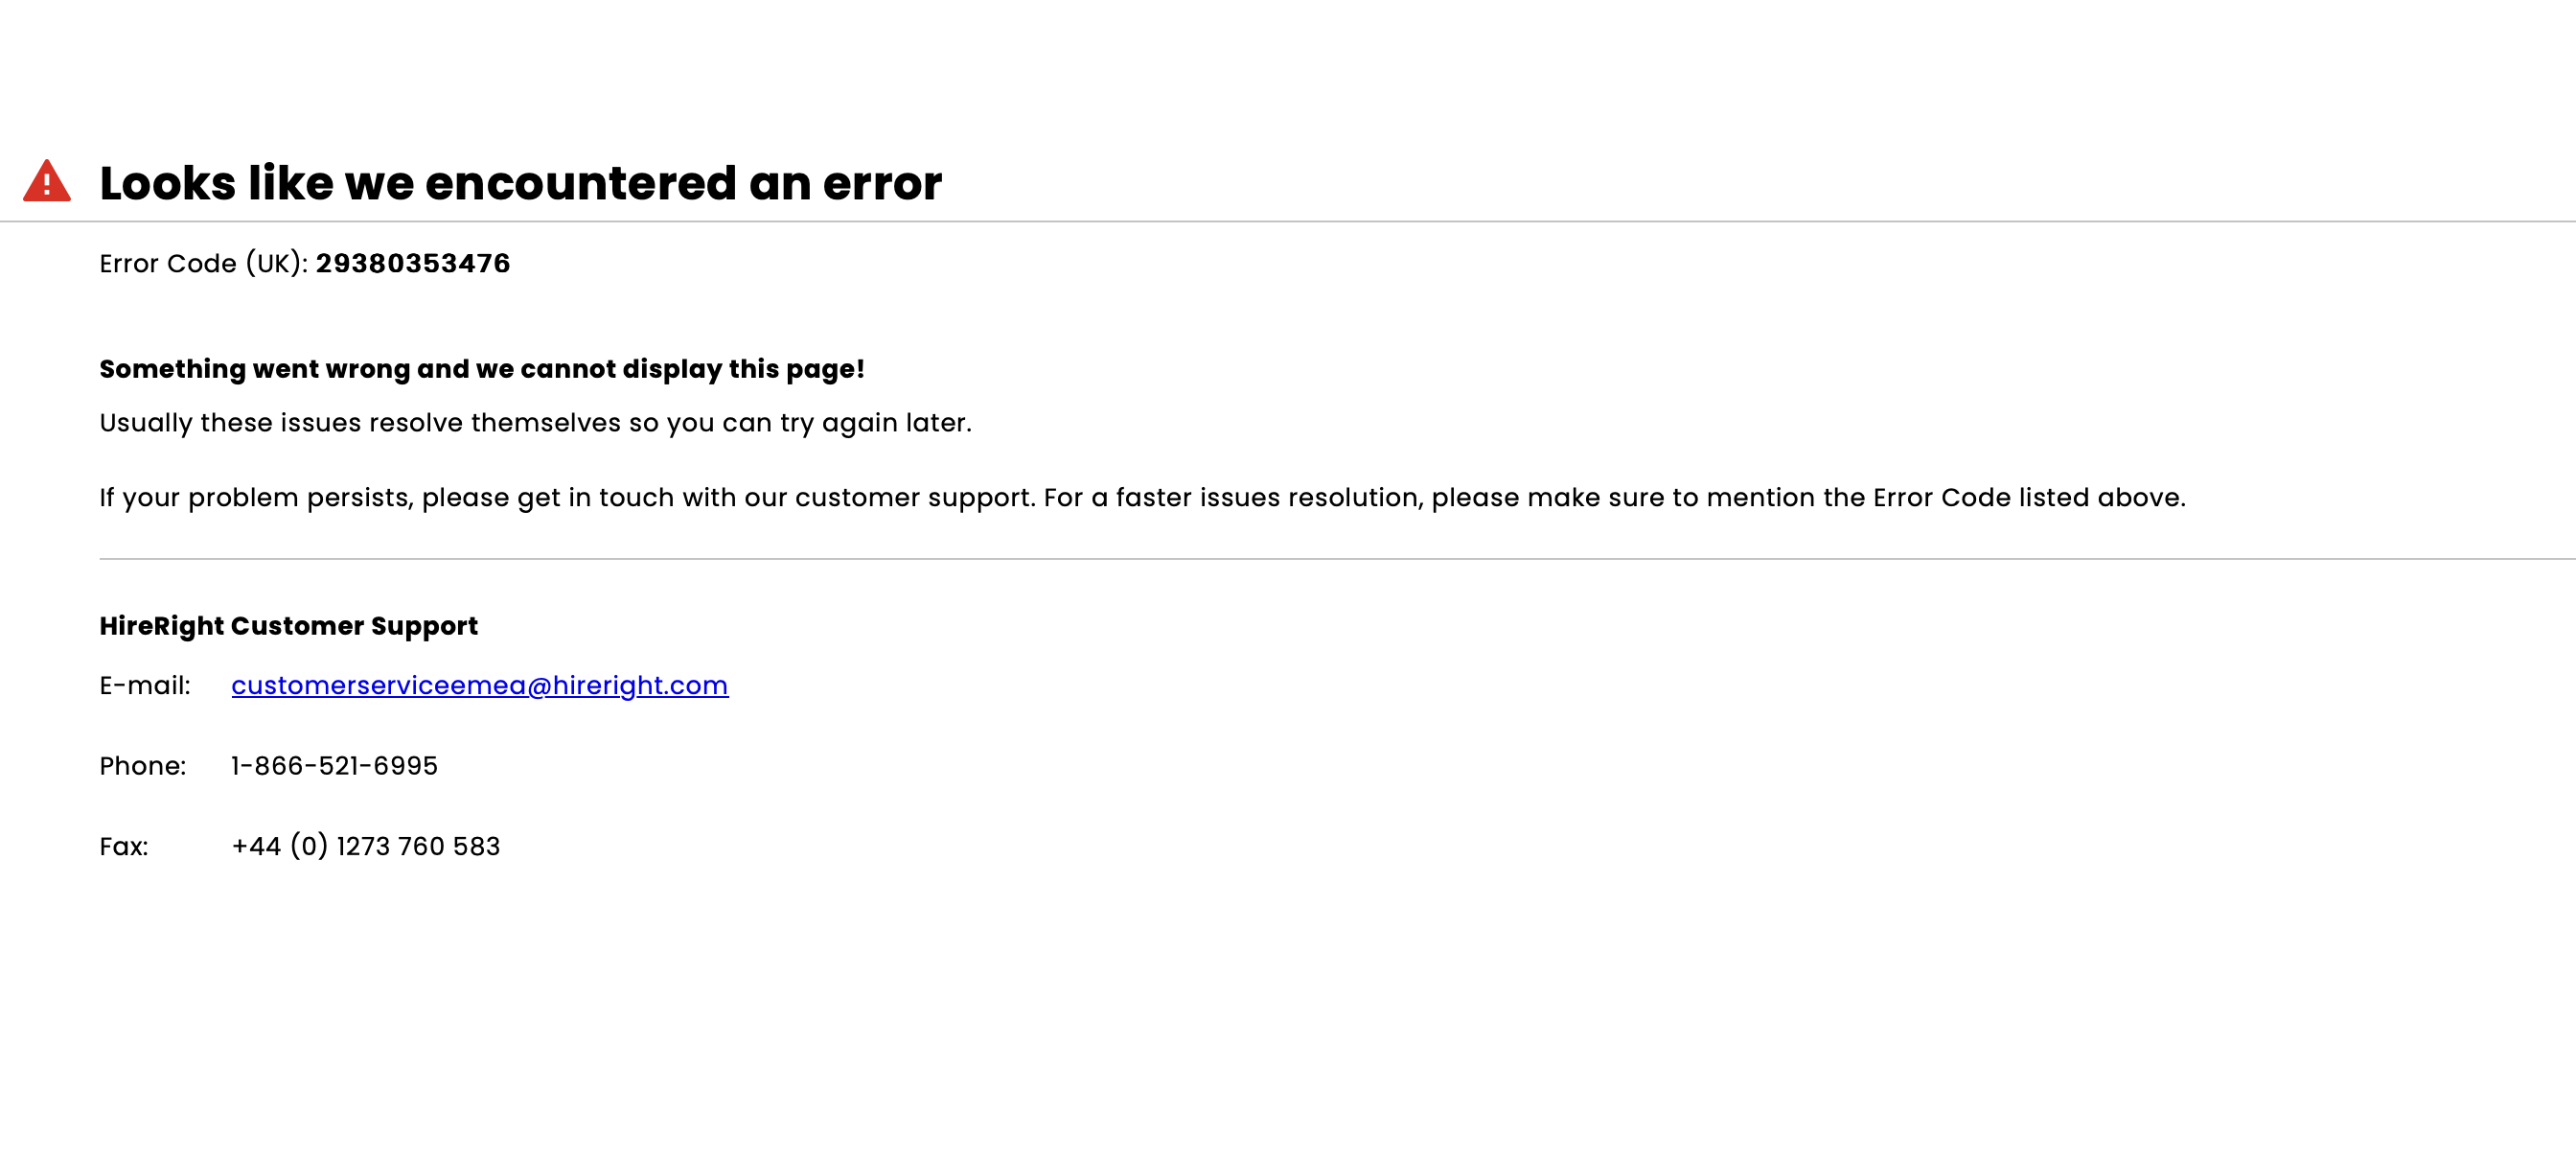 Looks like we encountered an error
Error Code (UK): 29380353476
Something went wrong and we cannot display this page!
Usually these issues resolve themselves so you can try again later.
If your problem persists, please get in touch with our customer support. For a faster issues resolution, please make sure to mention the Error Code listed above.
HireRight Customer Support
E-mail: customerserviceemea@hireright.com
Phone: 1-866-521-6995
Fax: +44 (0) 1273 760 583